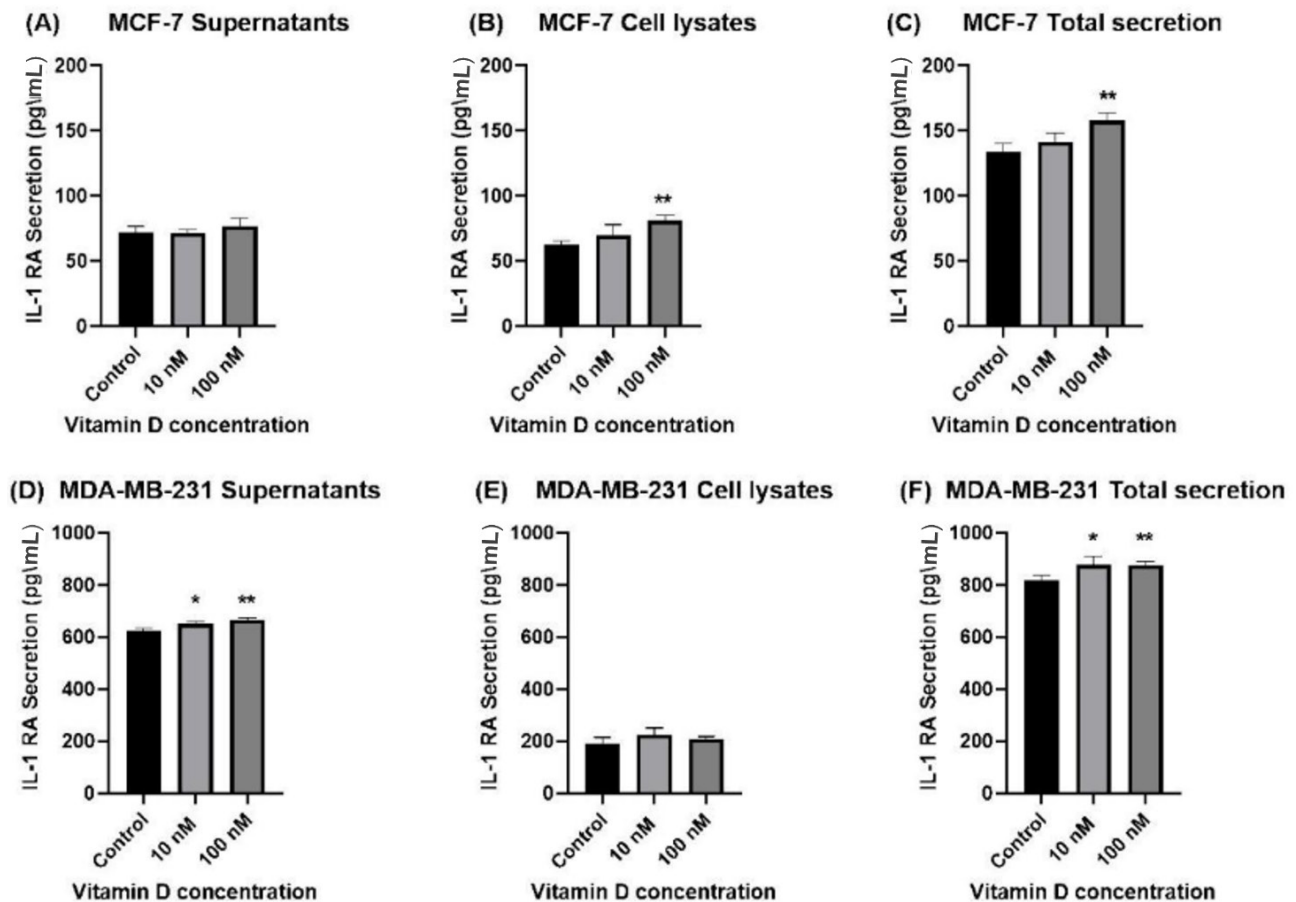 (A) MCF-7 Supernatants
IL-1 RA Secretion (pg\mL)
200
150
100
50
0
Control
10 nM
100 nM
Vitamin D concentration
(B) MCF-7 Cell lysates
IL-1 RA Secretion (pg\mL)
200
150
100
50
0
**
Control
10 nM
100 nM
Vitamin D concentration
(C) MCF-7 Total secretion
IL-1 RA Secretion (pg\mL)
200
150
100
50
0
**
Control
10 nM
100 nM
Vitamin D concentration
(D) MDA-MB-231 Supernatants
IL-1 RA Secretion (pg\mL)
1000
800
600
400
200
0
*
**
Control
10 nM
100 nM
Vitamin D concentration
(E) MDA-MB-231 Cell lysates
IL-1 RA Secretion (pg\mL)
1000
800
600
400
200
0
Control
10 nM
100 nM
Vitamin D concentration
(F) MDA-MB-231 Total secretion
IL-1 RA Secretion (pg\mL)
1000
800
600
400
200
0
*
**
Control
10 nM
100 nM
Vitamin D concentration